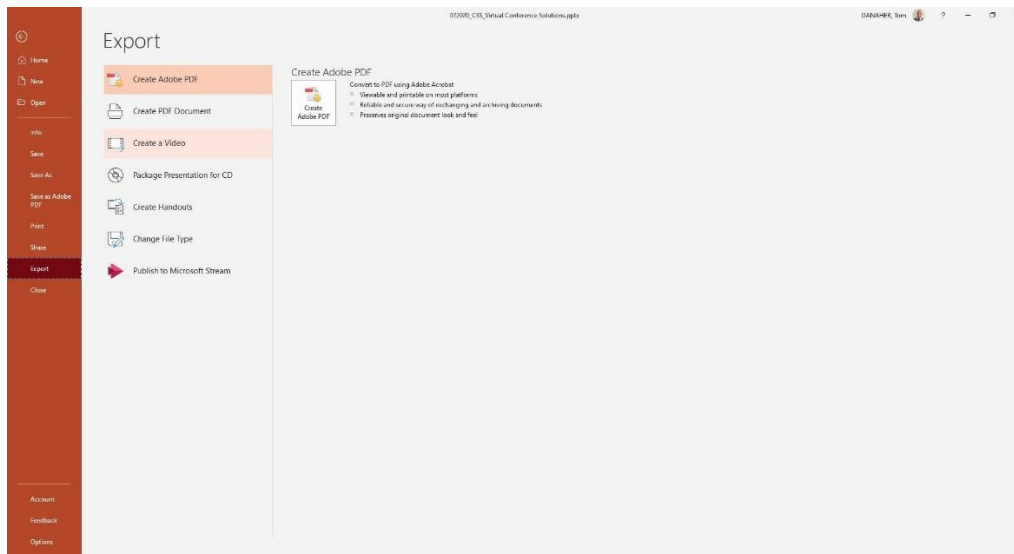 072020_CSS_Virtual Conference Solutions.pptx
DANAHER, Tom
?
Export
Home
New
Open
Info
Save
Save As
Save as Adobe
PDF
Print
Share
Export
Close
Account
Feedback
Options
Create Adobe PDF
Create PDF Document
Create a Video
Package Presentation for CD
Create Handouts
Change File Type
Publish to Microsoft Stream
Create Adobe PDF
Create
Adobe PDF
Convert to PDF using Adobe Acrobat
Viewable and printable on most platforms
Reliable and secure way of exchanging and archiving documents
Preserves original document look and feel